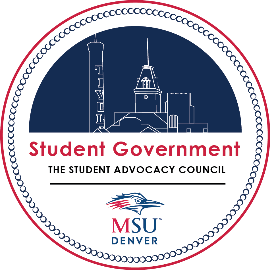 Student Government
THE STUDENT ADVOCACY COUNCIL
MSU
DENVER